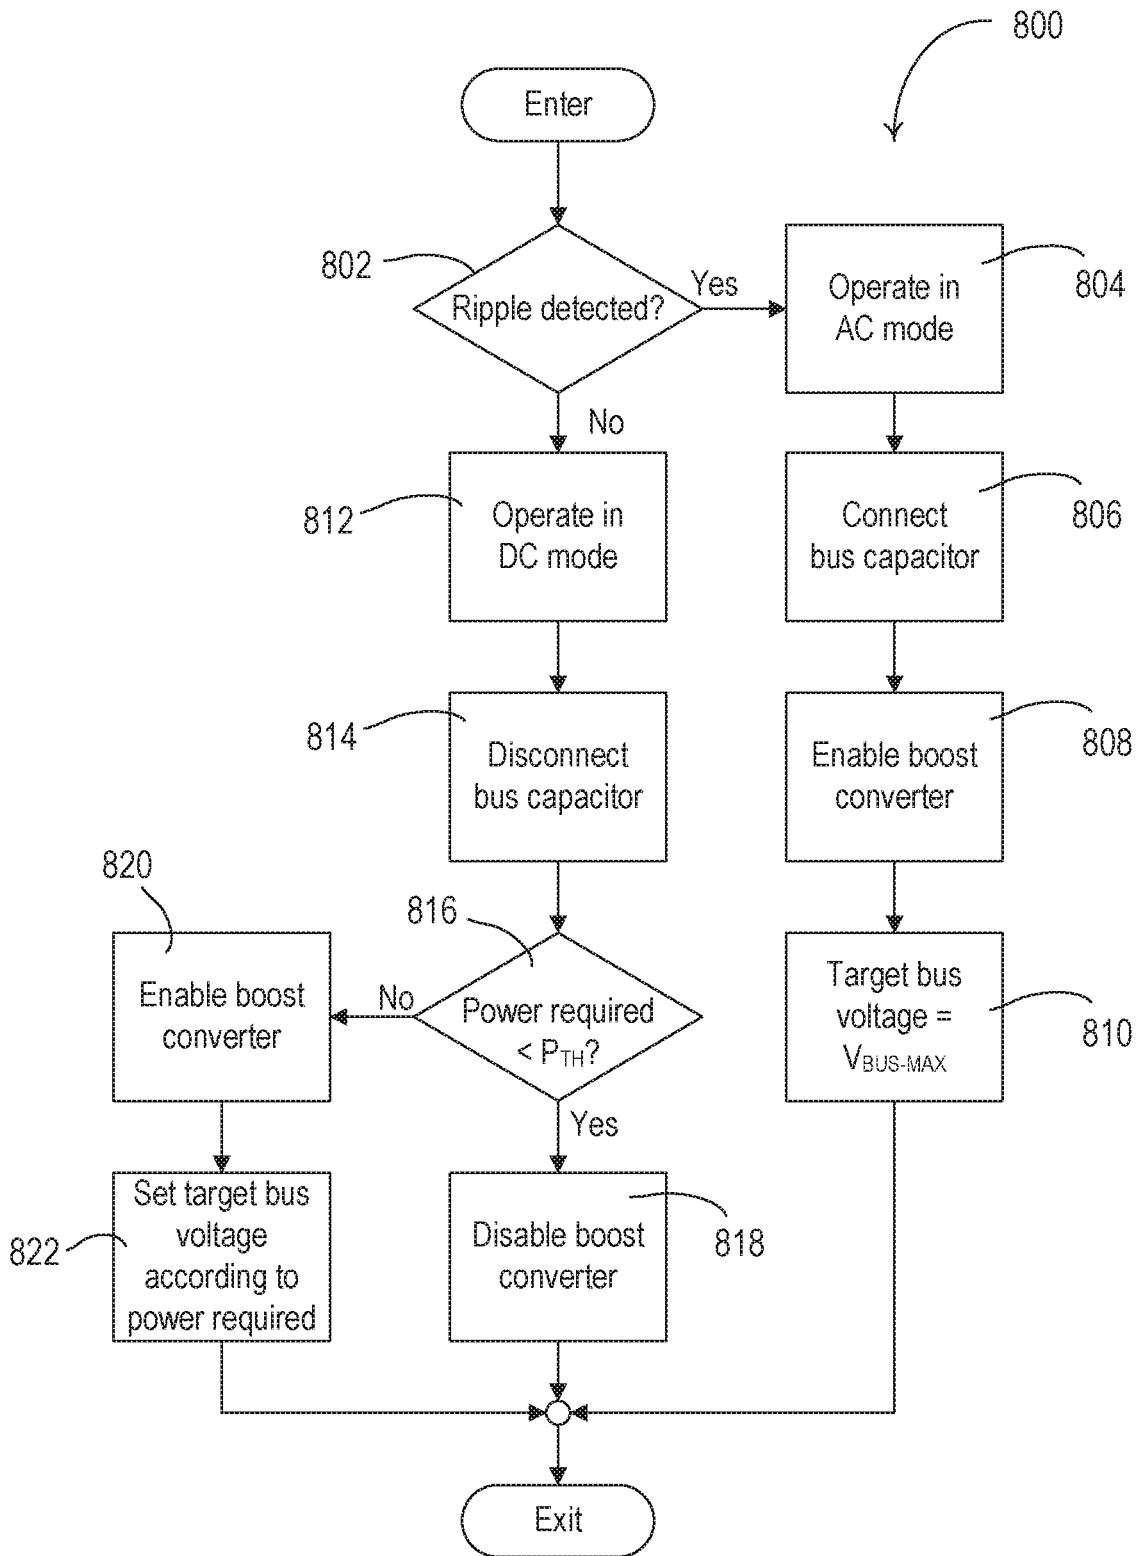 800
Enter
802
Ripple detected?
Yes
No
Operate in
AC mode
804
812
Operate in
DC mode
Connect
bus capacitor
806
814
Disconnect
bus capacitor
Enable boost
converter
808
820
Enable boost
converter
816
Power required
< PTH?
No
Yes
Target bus
voltage =
VBUS-MAX
810
822
Set target bus
voltage
according to
power required
Disable boost
converter
818
Exit